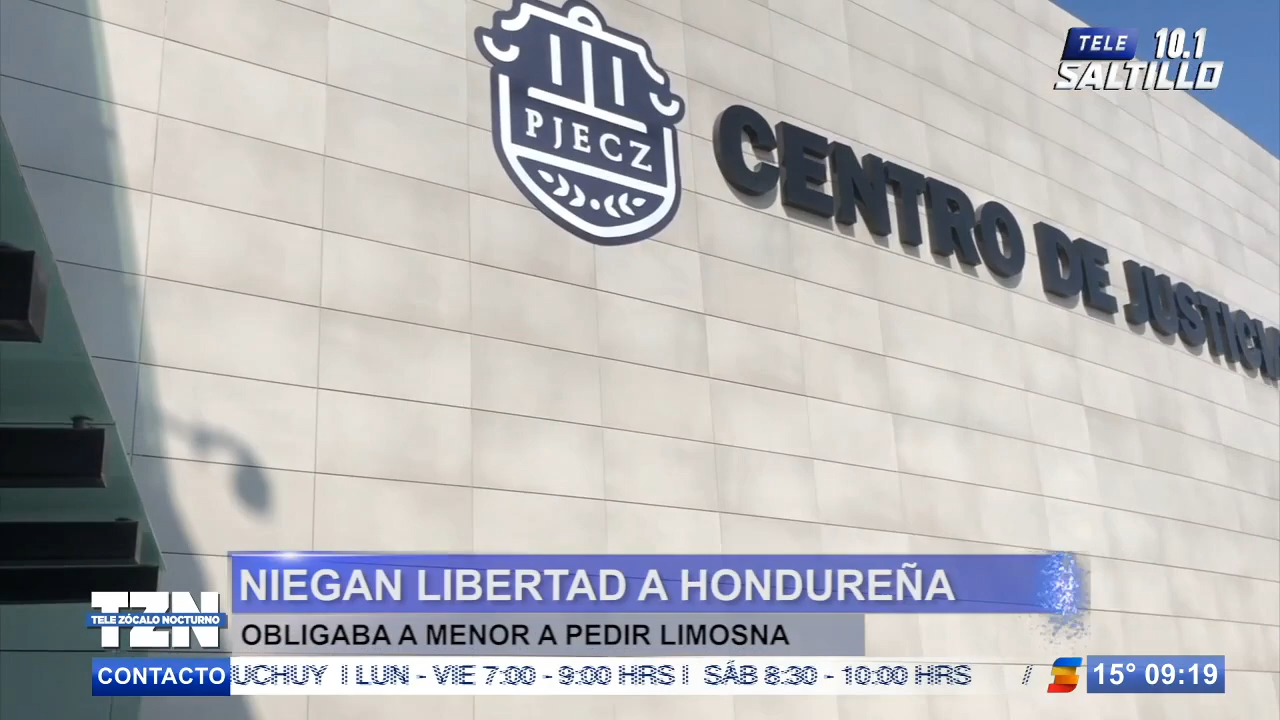 TELE 10.1
SALTILLO
PJECZ
CENTRO DE JUSTICIA
NIEGAN LIBERTAD A HONDUREÑA
TZN
TELE ZÓCALO NOCTURNO
OBLIGABA A MENOR A PEDIR LIMOSNA
CONTACTO UCHUY | LUN - VIE 7:00 - 9:00 HRS | SÁB 8:30 - 10:00 HRS / 15° 09:19